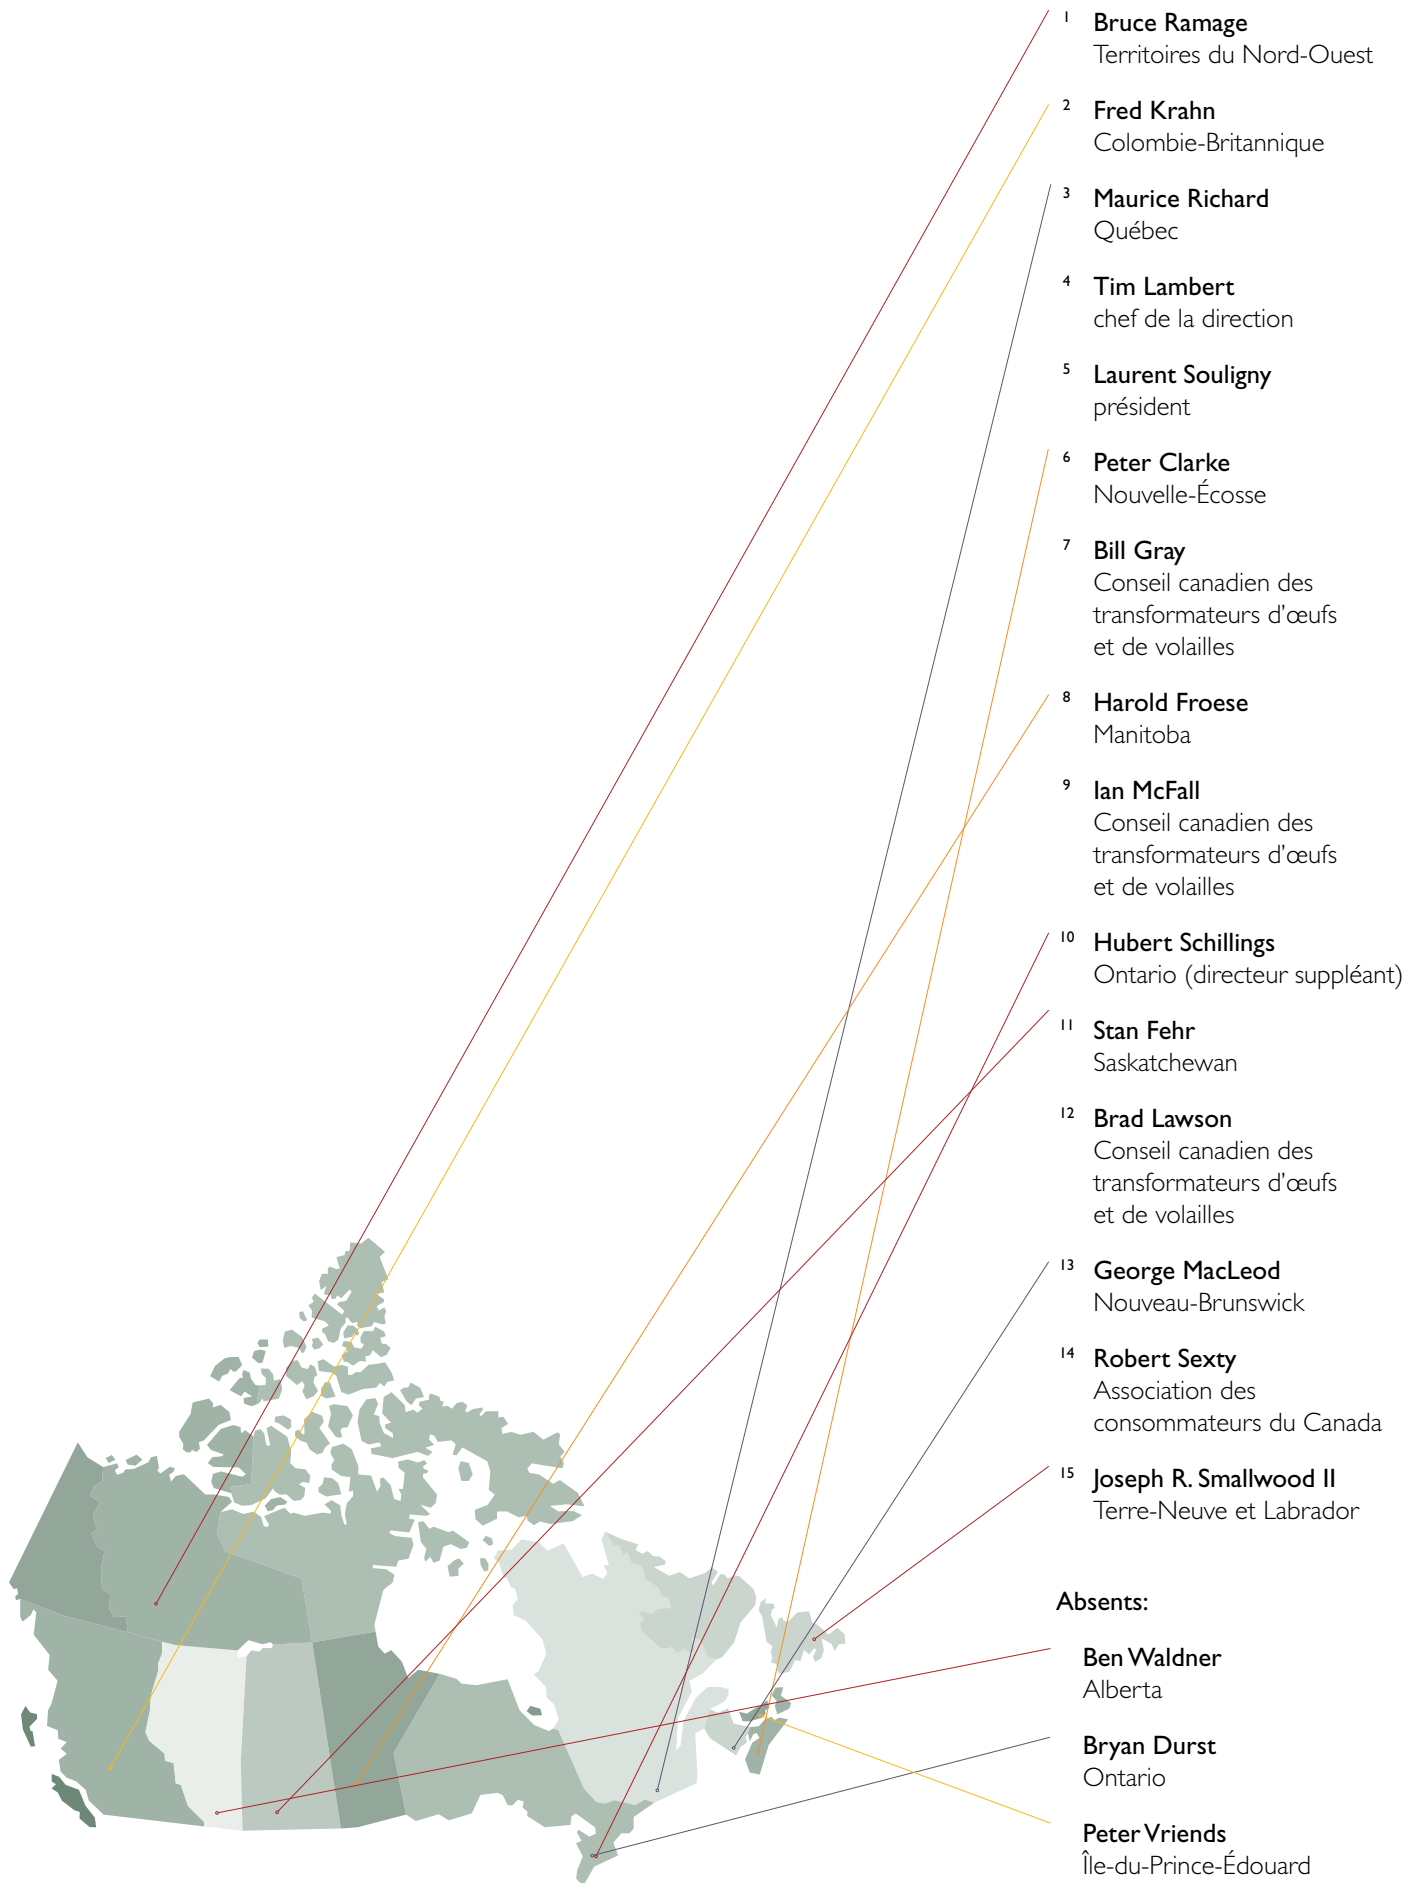 1 Bruce Ramage
Territoires du Nord-Ouest
2 Fred Krahn
Colombie-Britannique
3 Maurice Richard
Québec
4 Tim Lambert
chef de la direction
5 Laurent Souligny
président
6 Peter Clarke
Nouvelle-Écosse
7 Bill Gray
Conseil canadien des
transformateurs d'œufs
et de volailles
8 Harold Froese
Manitoba
9 Ian McFall
Conseil canadien des
transformateurs d'œufs
et de volailles
10 Hubert Schillings
Ontario (directeur suppléant)
11 Stan Fehr
Saskatchewan
12 Brad Lawson
Conseil canadien des
transformateurs d'œufs
et de volailles
13 George MacLeod
Nouveau-Brunswick
14 Robert Sexty
Association des
consommateurs du Canada
15 Joseph R. Smallwood II
Terre-Neuve et Labrador
Absents:
Ben Waldner
Alberta
Bryan Durst
Ontario
Peter Vriends
Île-du-Prince-Édouard